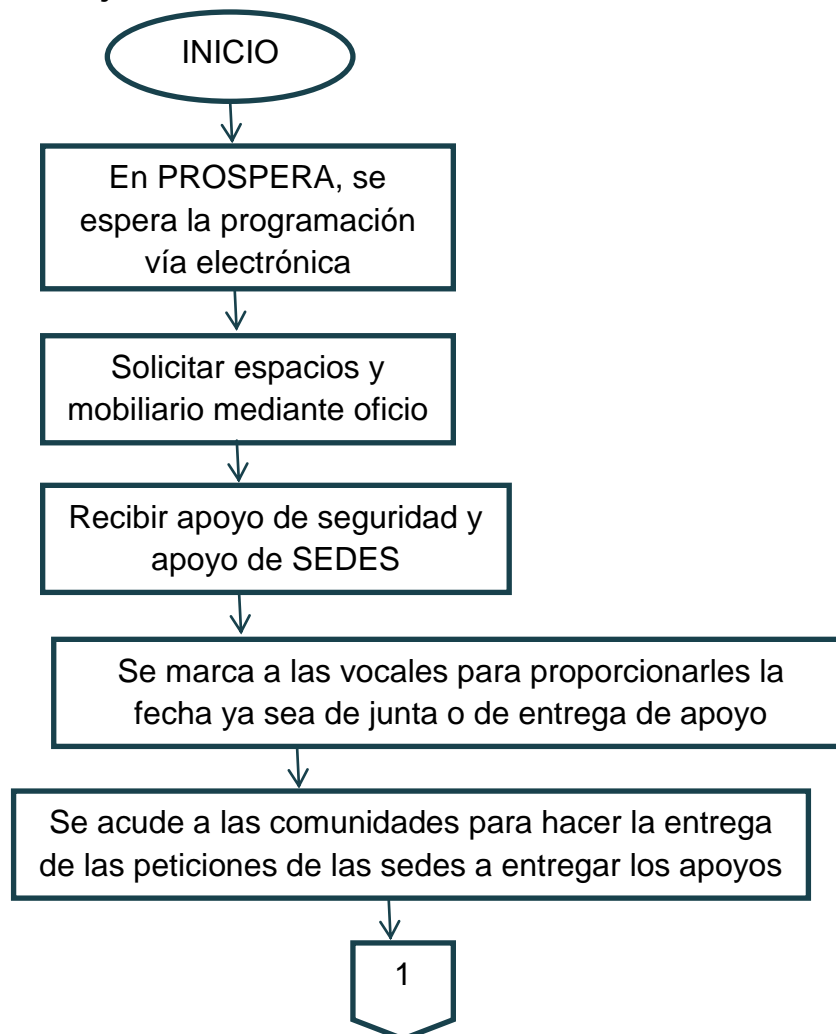 INICIO
En PROSPERA, se
espera la programación
vía electrónica
Solicitar espacios y
mobiliario mediante oficio
Recibir apoyo de seguridad y
apoyo de SEDES
Se marca a las vocales para proporcionarles la
fecha ya sea de junta o de entrega de apoyo
Se acude a las comunidades para hacer la entrega
de las peticiones de las sedes a entregar los apoyos
1